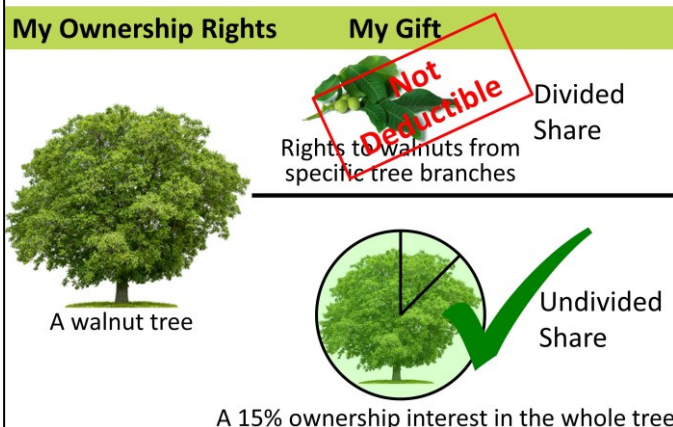 My Ownership Rights
My Gift
Not
Deductible
Divided
Share
Rights to walnuts from
specific tree branches
A walnut tree
Undivided
Share
A 15% ownership interest in the whole tree